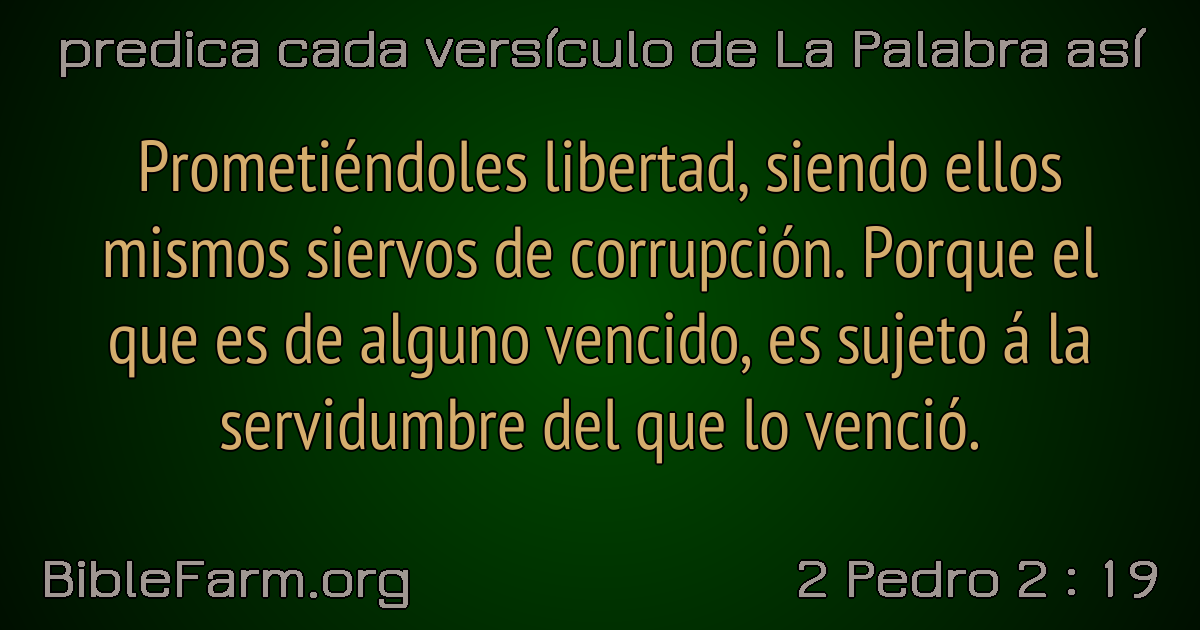 predica cada versículo de La Palabra así
Prometiéndoles libertad, siendo ellos
mismos siervos de corrupción. Porque el
que es de alguno vencido, es sujeto á la
servidumbre del que lo venció.
BibleFarm.org
2 Pedro 2 : 19